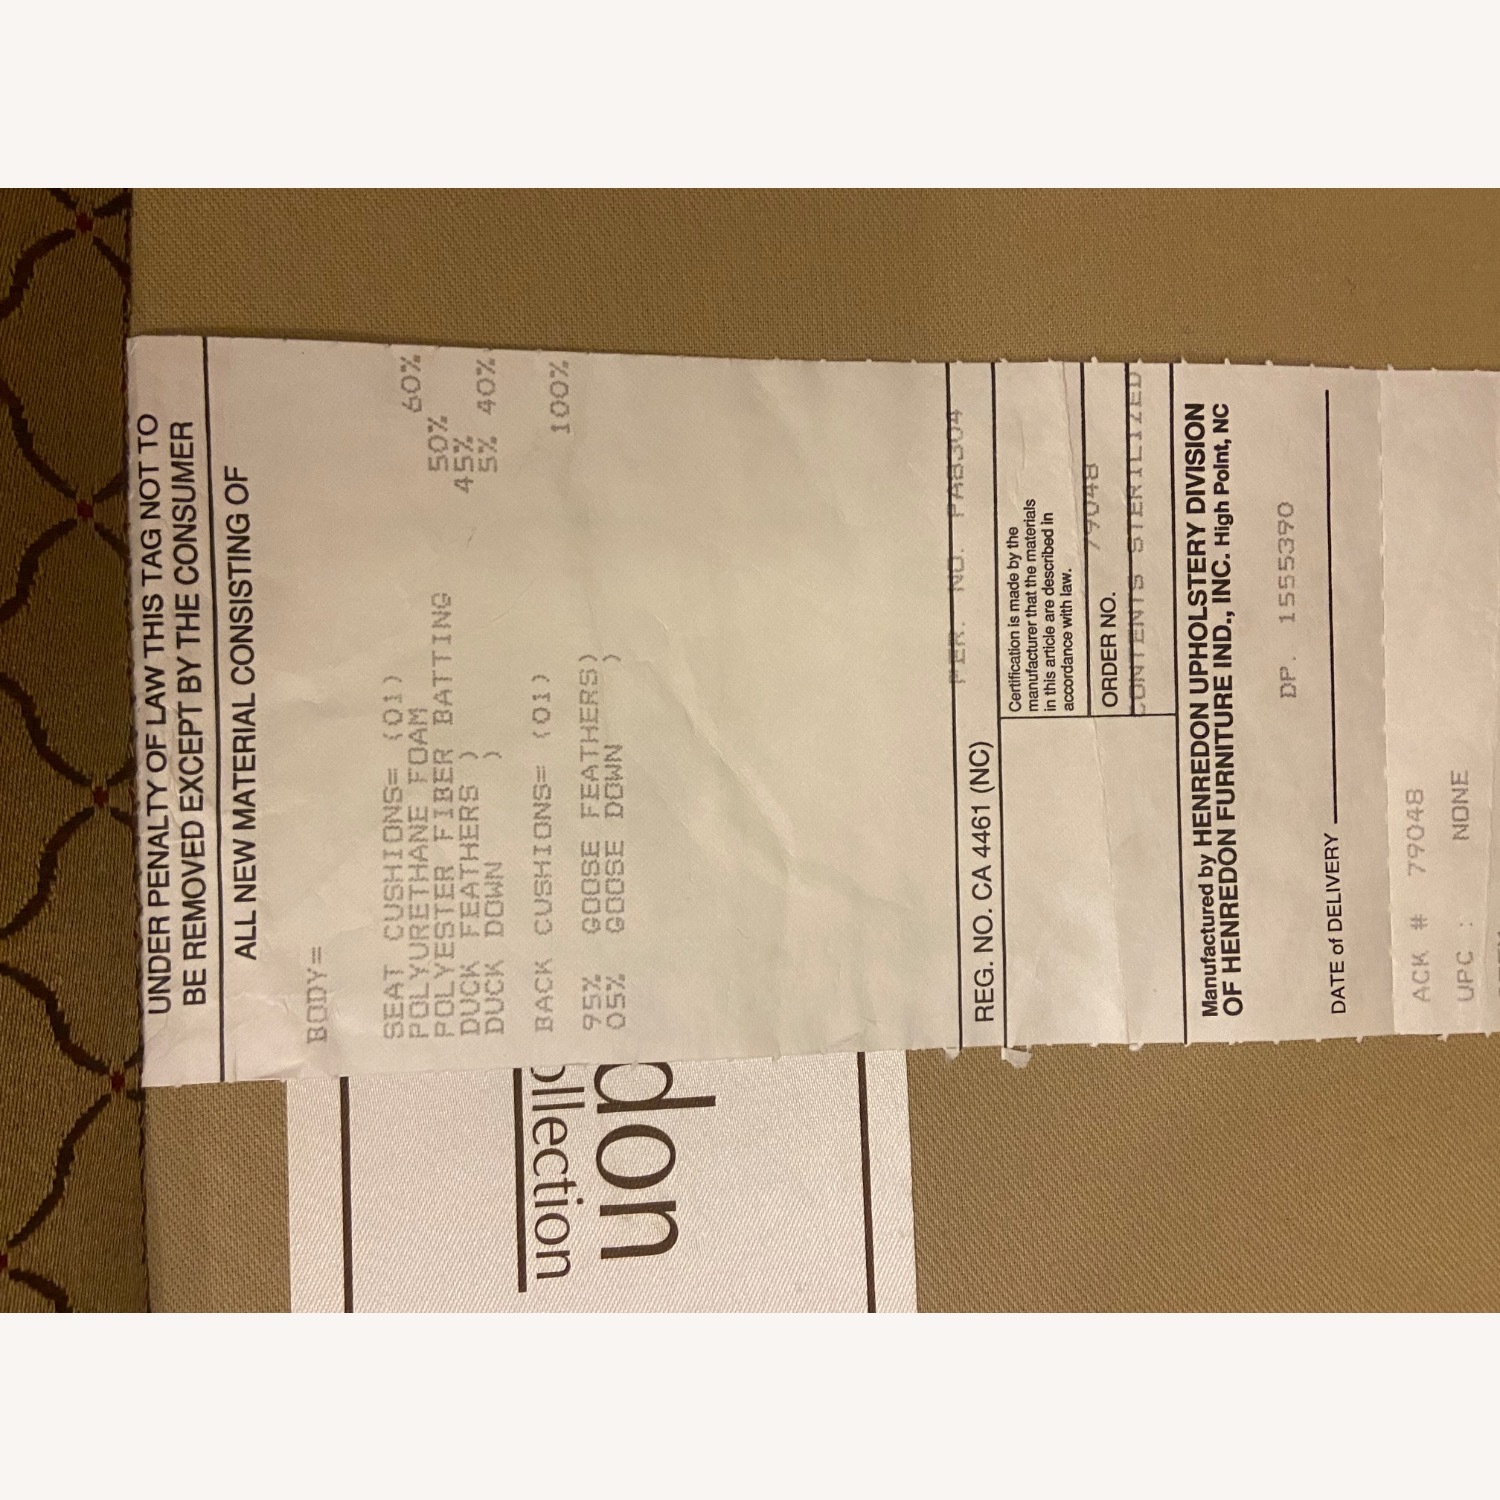 UNDER PENALTY OF LAW THIS TAG NOT TO
BE REMOVED EXCEPT BY THE CONSUMER
ALL NEW MATERIAL CONSISTING OF
BODY=
SEAT CUSHIONS= (01)
POLYURETHANE FOAM 60%
POLYESTER FIBER BATTING 50%
DUCK FEATHERS ) 45%
DUCK DOWN ) 5% 40%
BACK CUSHIONS= (01)
100%
95% GOOSE FEATHERS)
05% GOOSE DOWN )
PER. NO. PA8304
REG. NO. CA 4461 (NC)
Certification is made by the
manufacturer that the materials
in this article are described in
accordance with law.
ORDER NO. 79048
CONTENTS STERILIZED
Manufactured by HENREDON UPHOLSTERY DIVISION
OF HENREDON FURNITURE IND., INC. High Point, NC
DP. 1555390
DATE of DELIVERY
ACK # 79048
UPC : NONE
ollection
don